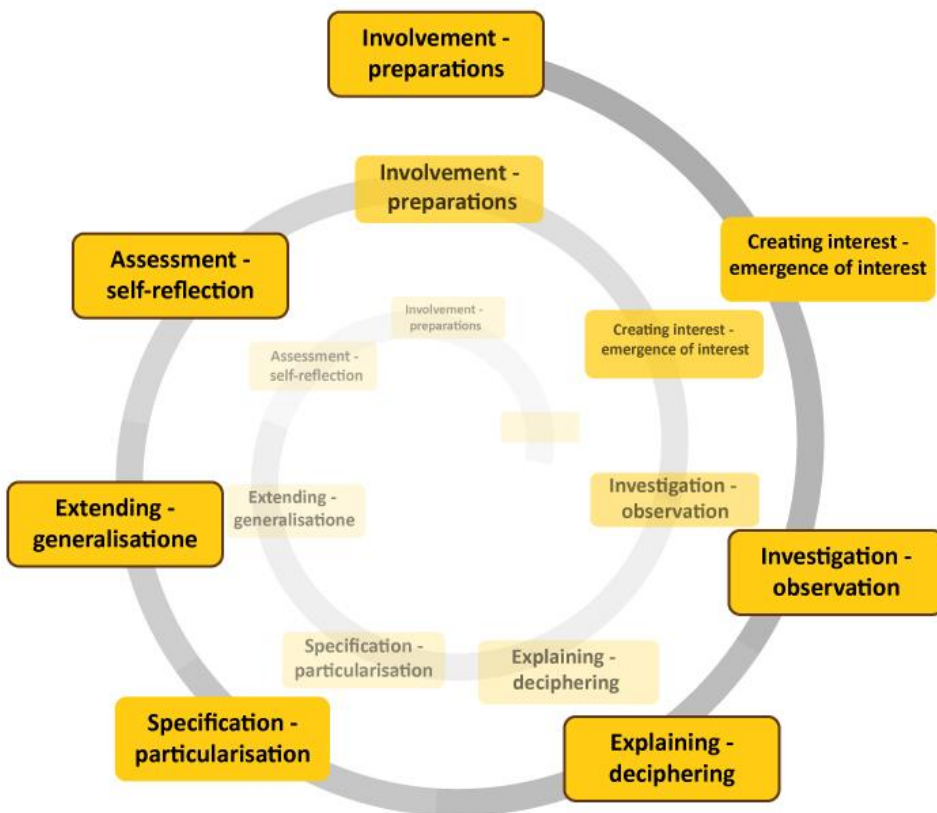 Involvement -
preparations
Creating interest -
emergence of interest
Investigation -
observation
Explaining -
deciphering
Specification -
particularisation
Extending -
generalisatione
Assessment -
self-reflection
Involvement -
preparations
Creating interest -
emergence of interest
Investigation -
observation
Explaining -
deciphering
Specification -
particularisation
Extending -
generalisatione
Assessment -
self-reflection
Involvement -
preparations